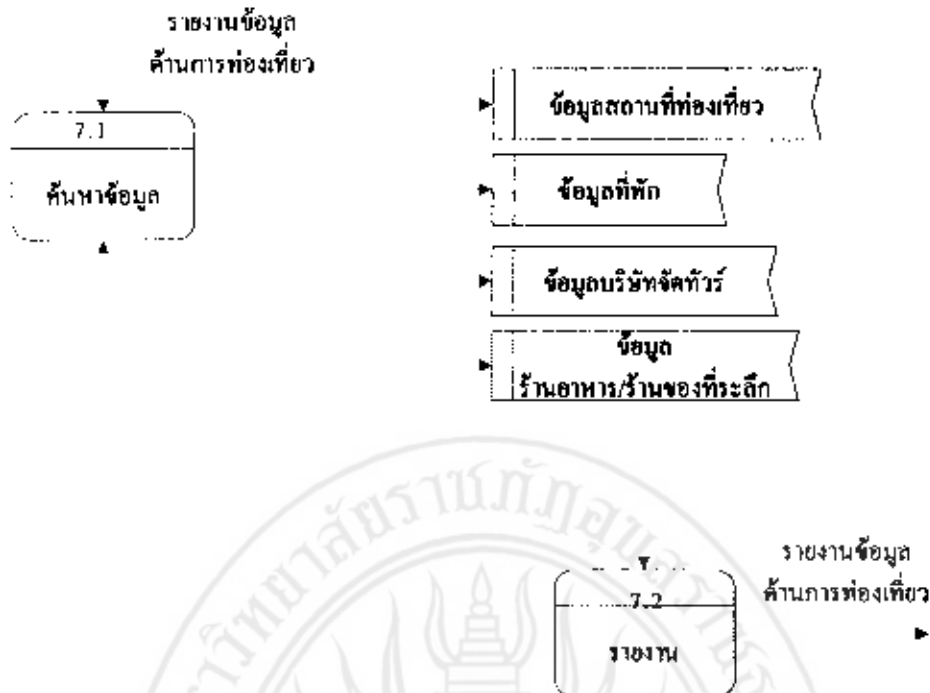 รายงานข้อมูล
ด้านการท่องเที่ยว
7.1
ค้นหาข้อมูล
ข้อมูลสถานที่ท่องเที่ยว
ข้อมูลที่พัก
ข้อมูลบริษัทจัดทัวร์
ข้อมูล
ร้านอาหาร/ร้านของที่ระลึก
7.2
รายงาน
รายงานข้อมูล
ด้านการท่องเที่ยว